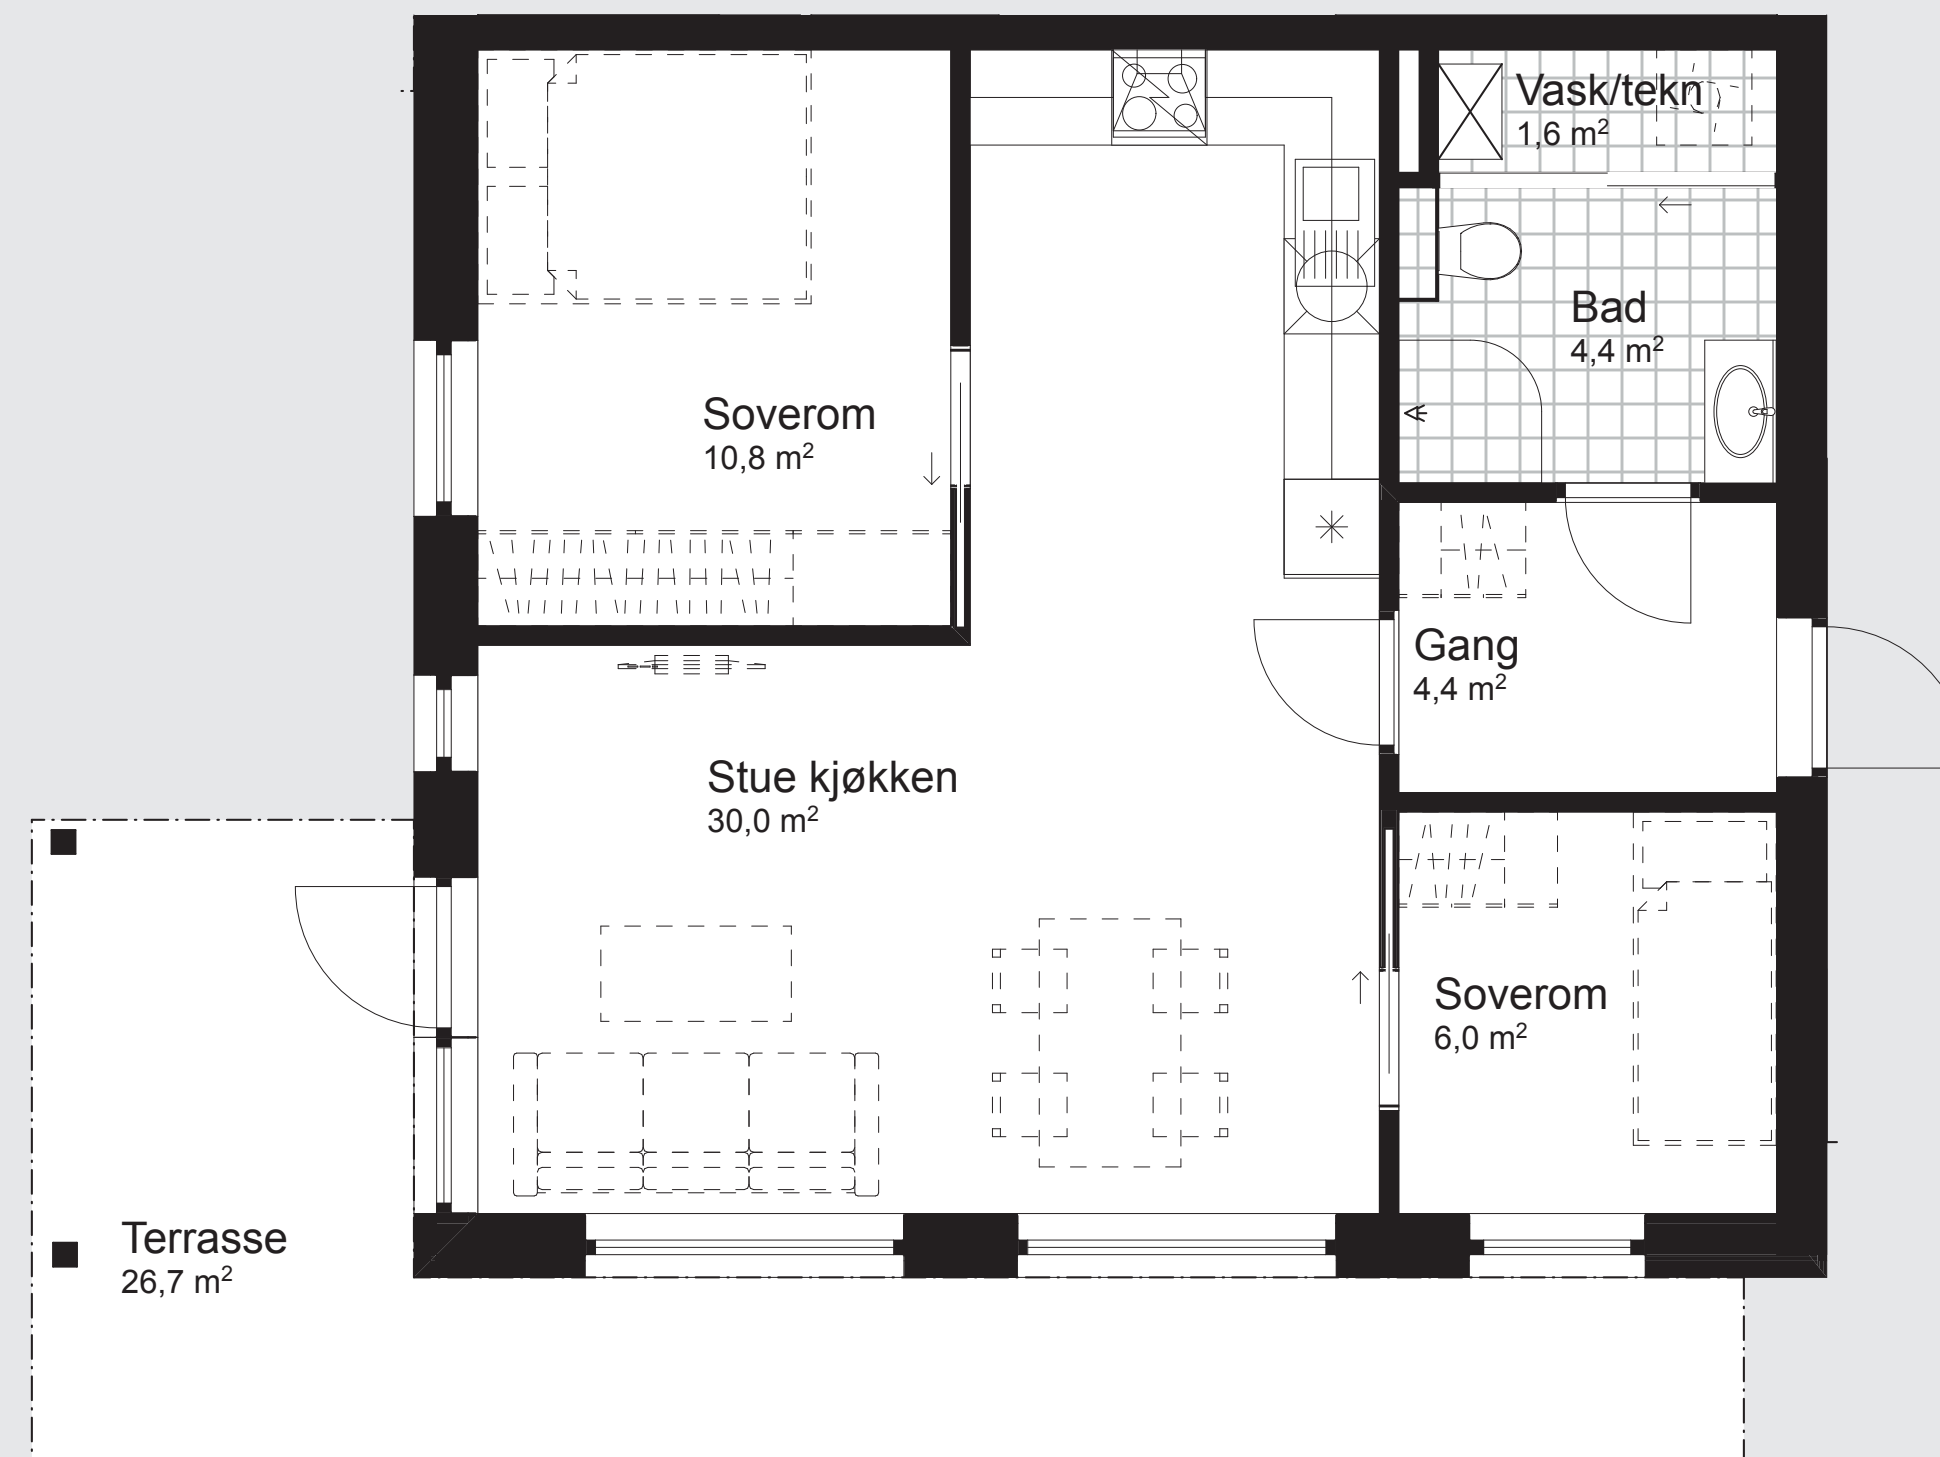 Vask/tekn
1,6 m²
Bad
4,4 m²
Soverom
10,8 m²
Gang
4,4 m²
Stue kjøkken
30,0 m²
Soverom
6,0 m²
Terrasse
26,7 m²